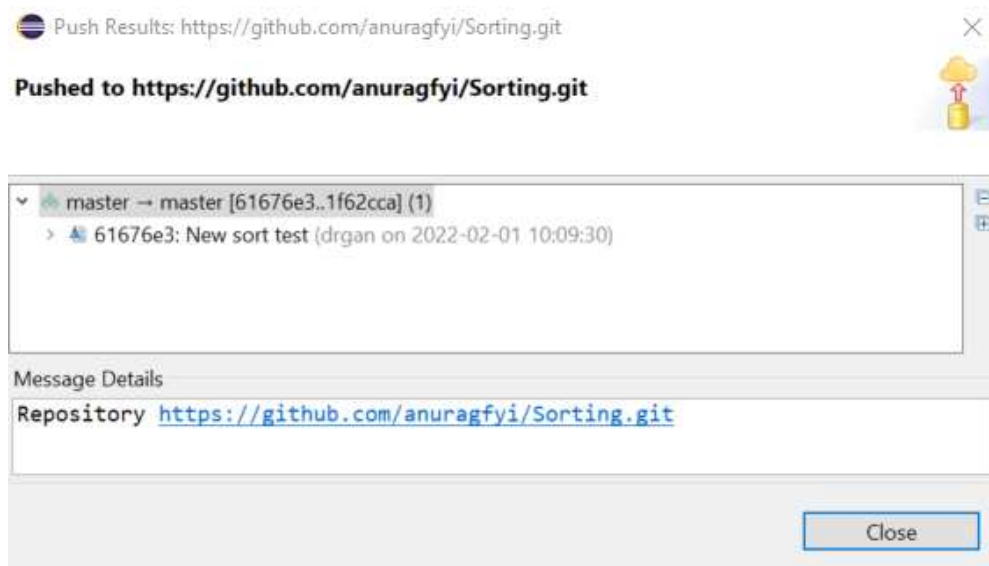 Push Results: https://github.com/anuragfyi/Sorting.git
Pushed to https://github.com/anuragfyi/Sorting.git
master → master [61676e3..1f62cca] (1)
61676e3: New sort test (drgan on 2022-02-01 10:09:30)
Message Details
Repository https://github.com/anuragfyi/Sorting.git
Close